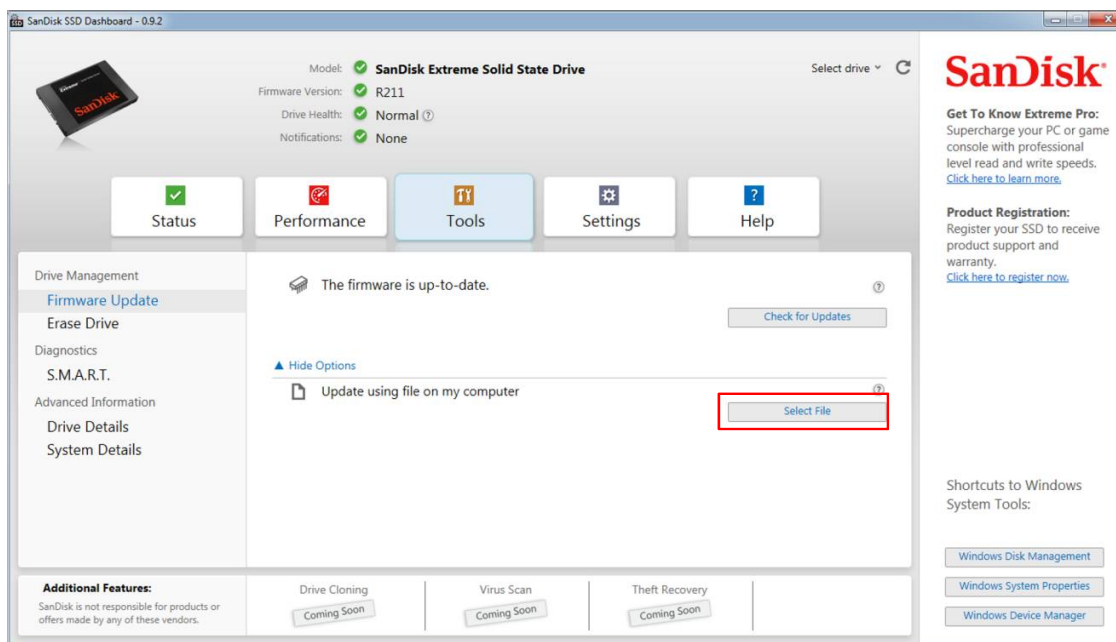 SanDisk SSD Dashboard - 0.9.2
Model: SanDisk Extreme Solid State Drive
Firmware Version: R211
Drive Health: Normal ?
Notifications: None
Select drive
SanDisk
Status
Performance
Tools
Settings
Help
Drive Management
Firmware Update
Erase Drive
Diagnostics
S.M.A.R.T.
Advanced Information
Drive Details
System Details
The firmware is up-to-date.
?
Check for Updates
Hide Options
Update using file on my computer
?
Select File
Additional Features:
SanDisk is not responsible for products or
offers made by any of these vendors.
Drive Cloning
Coming Soon
Virus Scan
Coming Soon
Theft Recovery
Coming Soon
SanDisk
Get To Know Extreme Pro:
Supercharge your PC or game
console with professional
level read and write speeds.
Click here to learn more.
Product Registration:
Register your SSD to receive
product support and
warranty.
Click here to register now.
Shortcuts to Windows
System Tools:
Windows Disk Management
Windows System Properties
Windows Device Manager